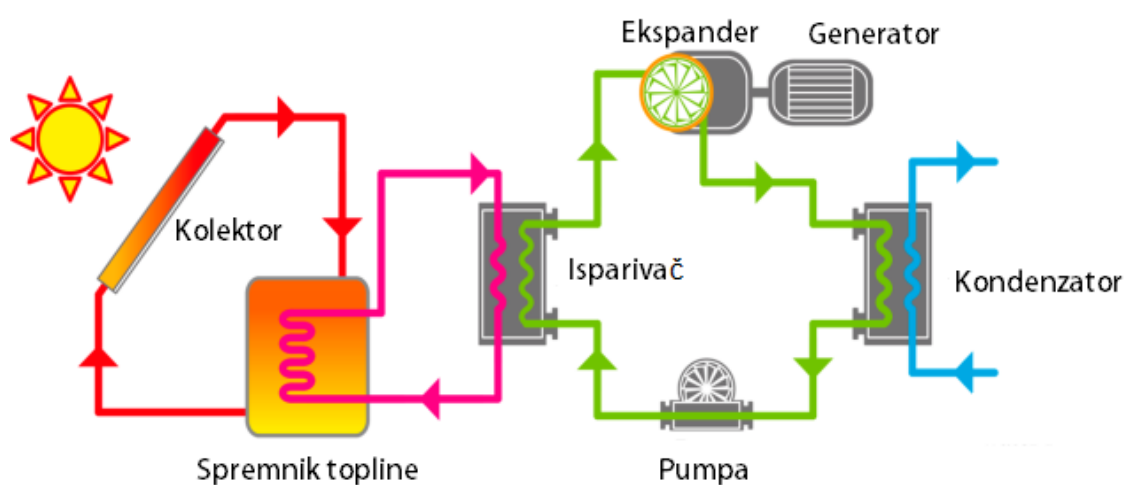 Ekspander
Generator
Kolektor
Isparivač
Kondenzator
Spremnik topline
Pumpa